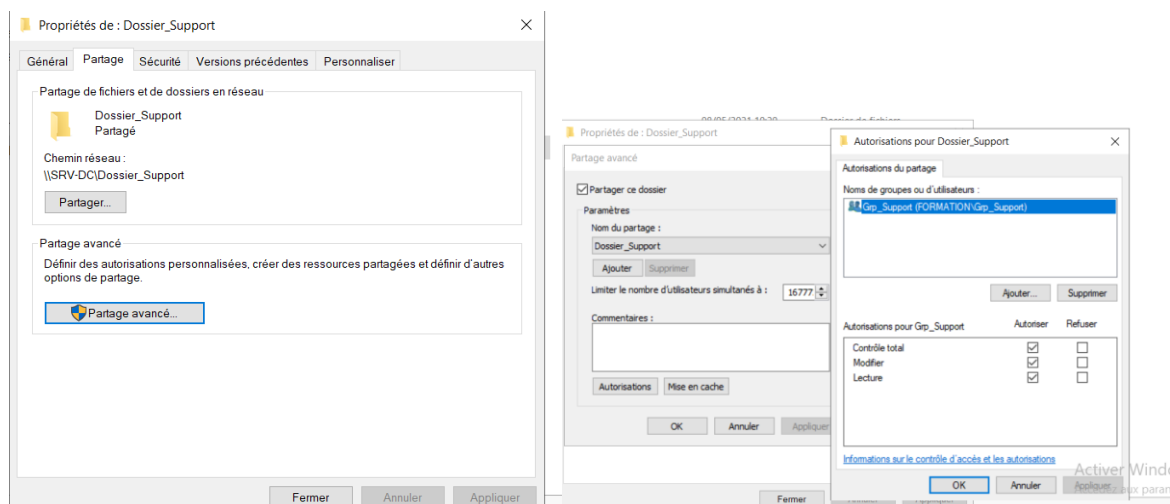 Propriétés de : Dossier_Support
Général Partage Sécurité Versions précédentes Personnaliser
Partage de fichiers et de dossiers en réseau
Dossier_Support
Partagé
Chemin réseau :
\\SRV-DC\Dossier_Support
Partager...
Partage avancé
Définir des autorisations personnalisées, créer des ressources partagées et définir d'autres
options de partage.
Partage avancé...
Fermer Annuler Appliquer
Propriétés de : Dossier_Support
Partage avancé
Partager ce dossier
Paramètres
Nom du partage :
Dossier_Support
Ajouter Supprimer
Limiter le nombre d'utilisateurs simultanés à : 16777
Commentaires :
Autorisations Mise en cache
OK Annuler Appliquer
Fermer
Autorisations pour Dossier_Support
Autorisations du partage
Noms de groupes ou d'utilisateurs :
Grp_Support (FORMATION\Grp_Support)
Ajouter... Supprimer
Autorisations pour Grp_Support Autoriser Refuser
Contrôle total
Modifier
Lecture
Informations sur le contrôle d'accès et les autorisations
OK Annuler Appliquer
Activer Windo